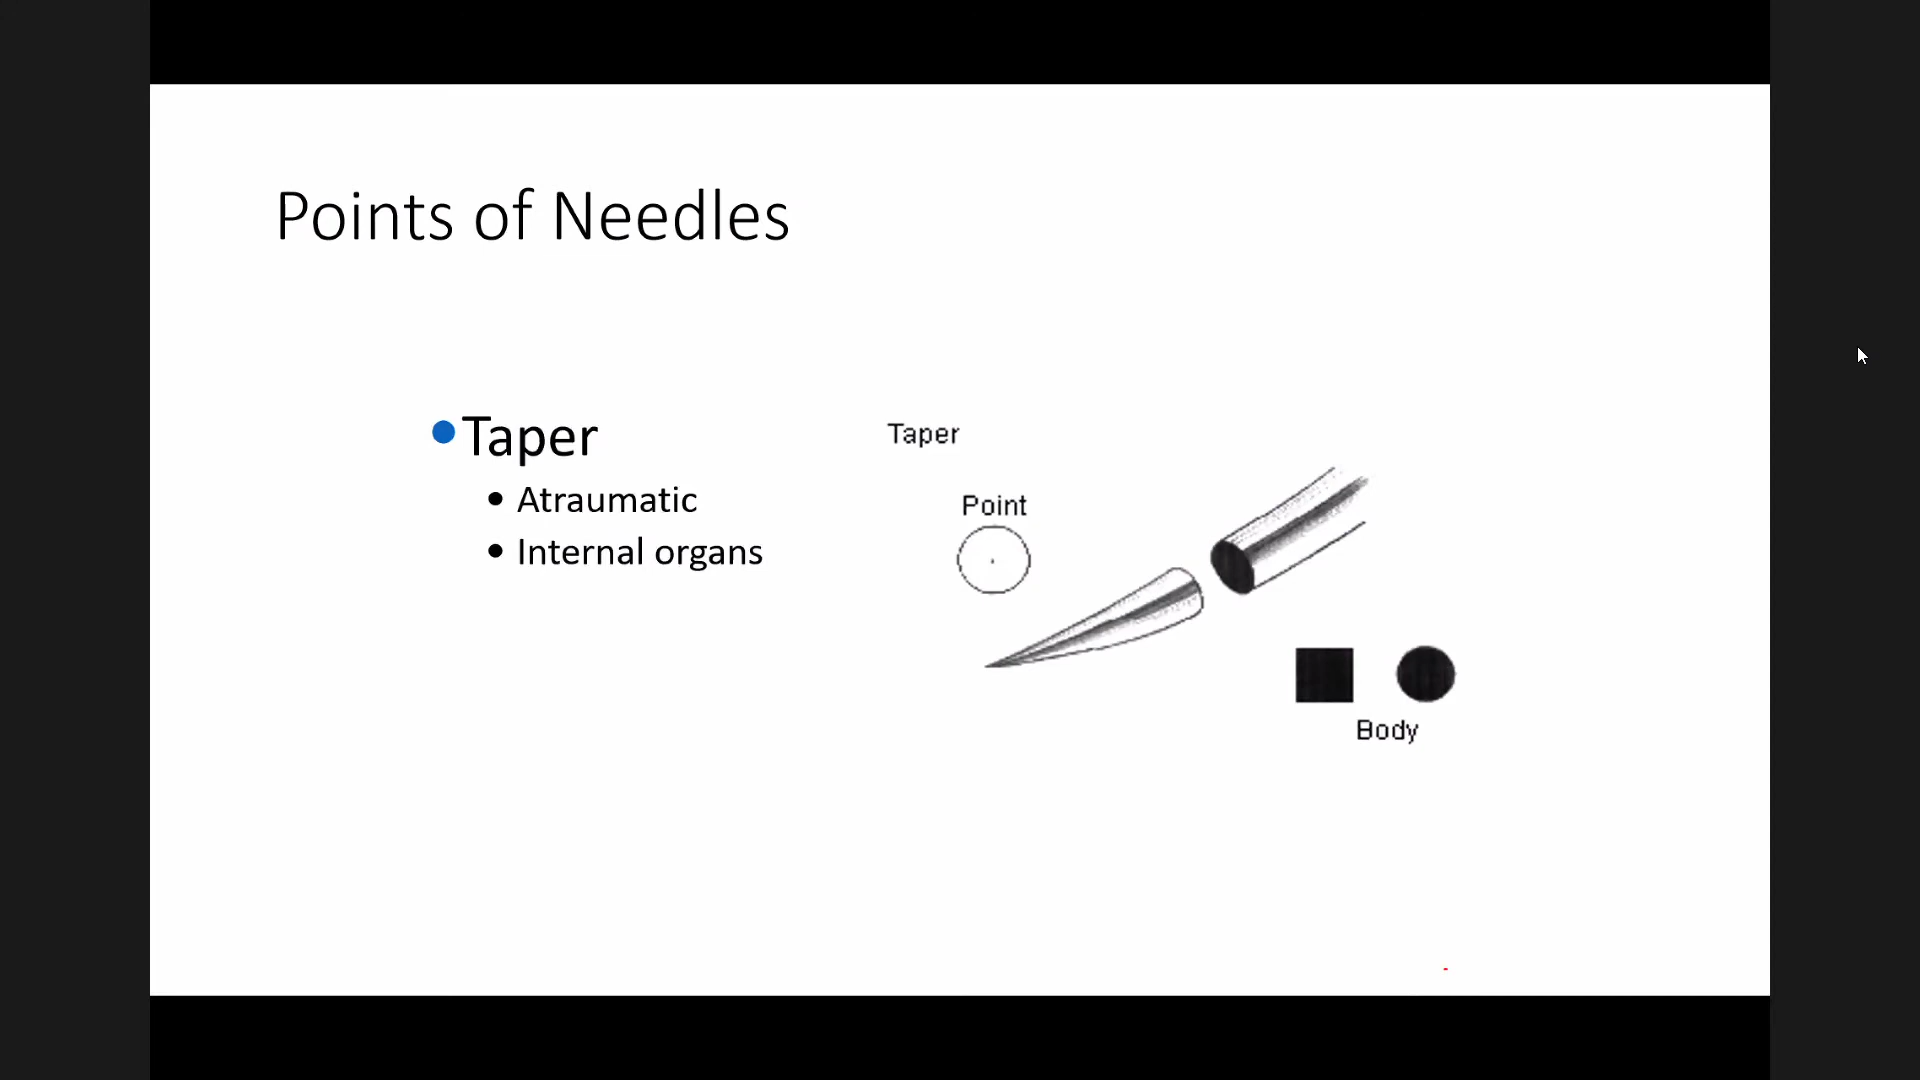 Points of Needles
Taper
Atraumatic
Internal organs
Taper
Point
Body